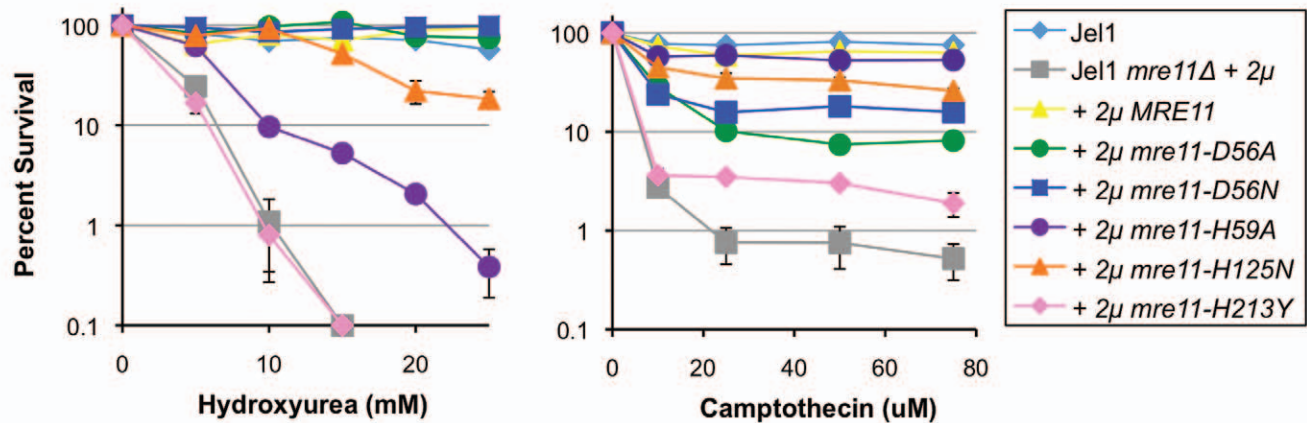 Percent Survival
100
10
1
0.1
0
10
20
Hydroxyurea (mM)
100
10
1
0.1
0
20
40
60
80
Camptothecin (uM)
Jel1
Jel1 mre11Δ + 2µ
+ 2µ MRE11
+ 2µ mre11-D56A
+ 2µ mre11-D56N
+ 2µ mre11-H59A
+ 2µ mre11-H125N
+ 2µ mre11-H213Y